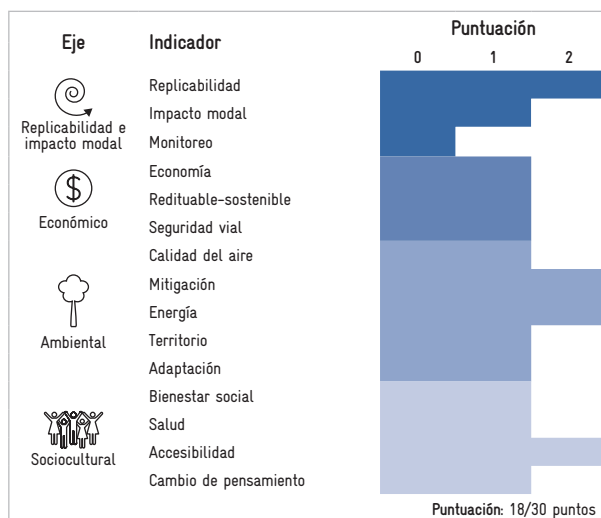 Eje
Indicador
Puntuación
0 1 2
Replicabilidad e
impacto modal
Replicabilidad
Impacto modal
Monitoreo
$
Económico
Economía
Redituable-sostenible
Seguridad vial
Ambiental
Calidad del aire
Mitigación
Energía
Territorio
Adaptación
Sociocultural
Bienestar social
Salud
Accesibilidad
Cambio de pensamiento
Puntuación: 18/30 puntos